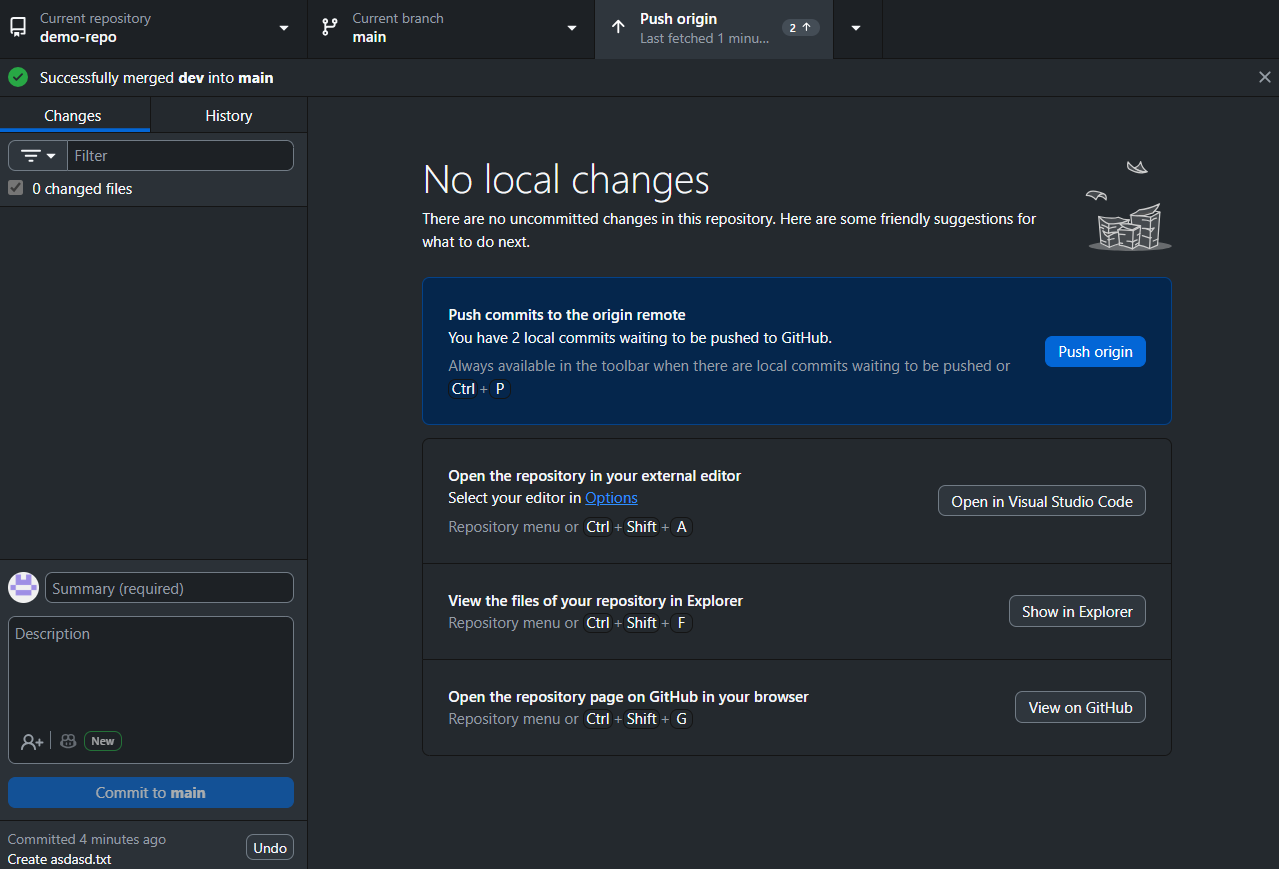 Current repository
demo-repo
Current branch
main
Push origin
Last fetched 1 minu...
2
Successfully merged dev into main
Changes
History
Filter
0 changed files
No local changes
There are no uncommitted changes in this repository. Here are some friendly suggestions for
what to do next.
Push commits to the origin remote
You have 2 local commits waiting to be pushed to GitHub.
Always available in the toolbar when there are local commits waiting to be pushed or
Ctrl + P
Push origin
Open the repository in your external editor
Select your editor in Options
Repository menu or Ctrl + Shift + A
Open in Visual Studio Code
View the files of your repository in Explorer
Repository menu or Ctrl + Shift + F
Show in Explorer
Open the repository page on GitHub in your browser
Repository menu or Ctrl + Shift + G
View on GitHub
Summary (required)
Description
New
Commit to main
Committed 4 minutes ago
Create asdasd.txt
Undo